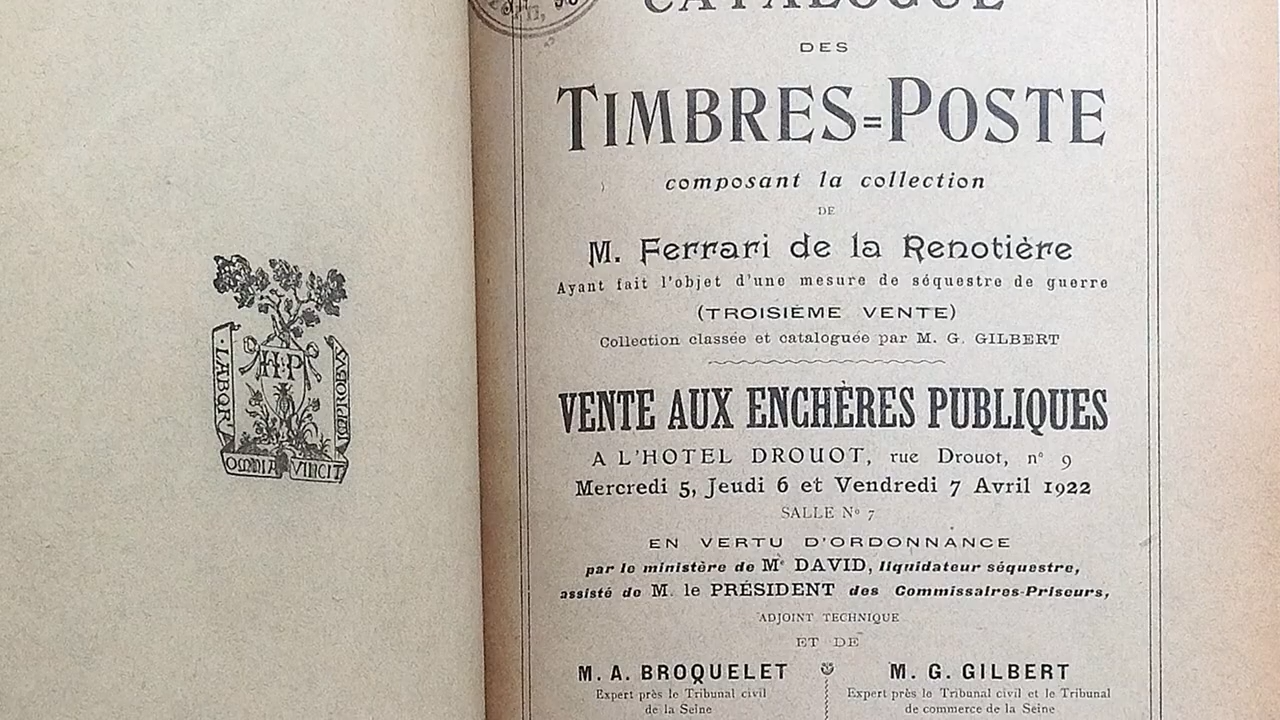 H·P
LABOR
IMPROBVS
OMNIA VINCIT
CATALOGUE
DES
TIMBRES=POSTE
composant la collection
DE
M. Ferrari de la Renotière
Ayant fait l'objet d'une mesure de séquestre de guerre
(TROISIÈME VENTE)
Collection classée et cataloguée par M. G. GILBERT
VENTE AUX ENCHÈRES PUBLIQUES
A L'HOTEL DROUOT, rue Drouot, n° 9
Mercredi 5, Jeudi 6 et Vendredi 7 Avril 1922
SALLE N° 7
EN VERTU D'ORDONNANCE
par le ministère de Me DAVID, liquidateur séquestre,
assisté de M. le PRÉSIDENT des Commissaires-Priseurs,
ADJOINT TECHNIQUE
ET DE
M. A. BROQUELET
Expert près le Tribunal civil
de la Seine
M. G. GILBERT
Expert près le Tribunal civil et le Tribunal
de commerce de la Seine